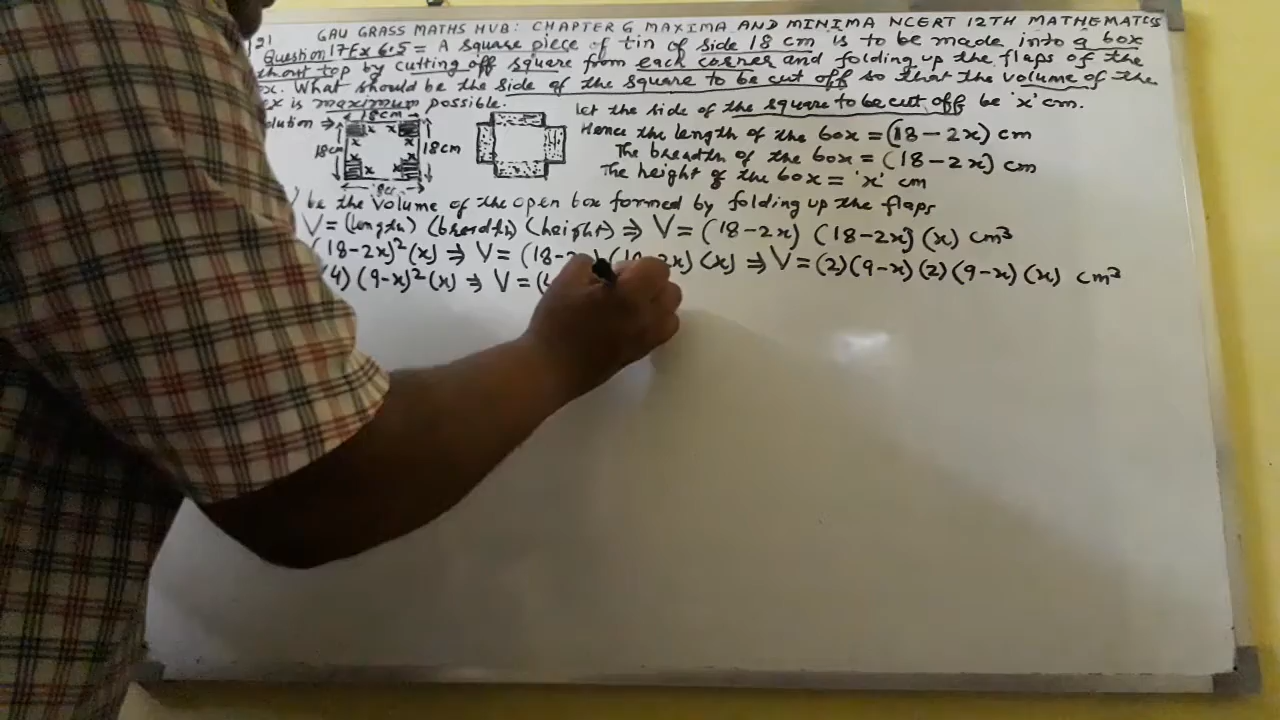 GAU GRASS MATHS HUB: CHAPTER 6 MAXIMA AND MINIMA NCERT 12TH MATHEMATICS
Question 17 Ex 6.5 = A square piece of tin of side 18 cm is to be made into a box
top by cutting off square from each corner and folding up the flaps of the
What should be the side of the square to be cut off so that the volume of the
is maximum possible.
let the side of the square to be cut off be 'x' cm.
18cm
x x
x x
18cm
18cm
x x
x x
Hence the length of the box = (18-2x) cm
The breadth of the box = (18-2x) cm
The height of the box = 'x' cm
be the volume of the open box formed by folding up the flaps
V = (length) (breadth) (height) ⇒ V = (18-2x) (18-2x) (x) cm³
(18-2x)² (x) ⇒ V = (18-2x) (x) ⇒ V = (2)(9-x)(2)(9-x)(x) cm³
(4) (9-x)² (x) ⇒ V = (